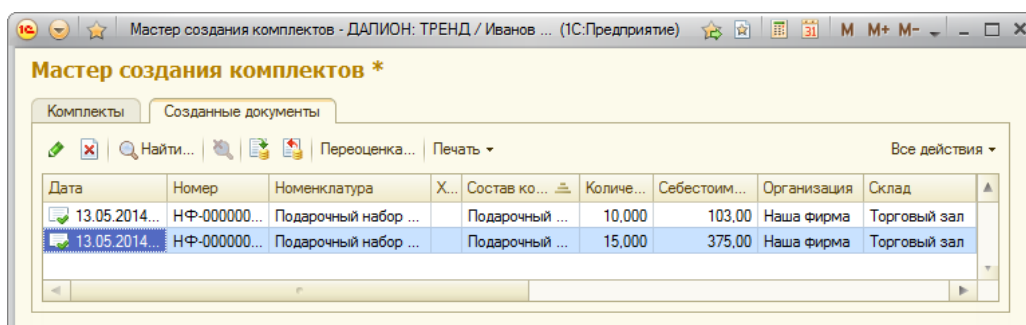 Мастер создания комплектов - ДАЛИОН: ТРЕНД / Иванов ... (1С:Предприятие) 31 M M+ M-
Мастер создания комплектов *
Комплекты Созданные документы
Найти... Переоценка... Печать Все действия
Дата Номер Номенклатура Х... Состав ко... Количе... Себестоим... Организация Склад
13.05.2014... НФ-000000... Подарочный набор ... Подарочный ... 10,000 103,00 Наша фирма Торговый зал
13.05.2014... НФ-000000... Подарочный набор ... Подарочный ... 15,000 375,00 Наша фирма Торговый зал